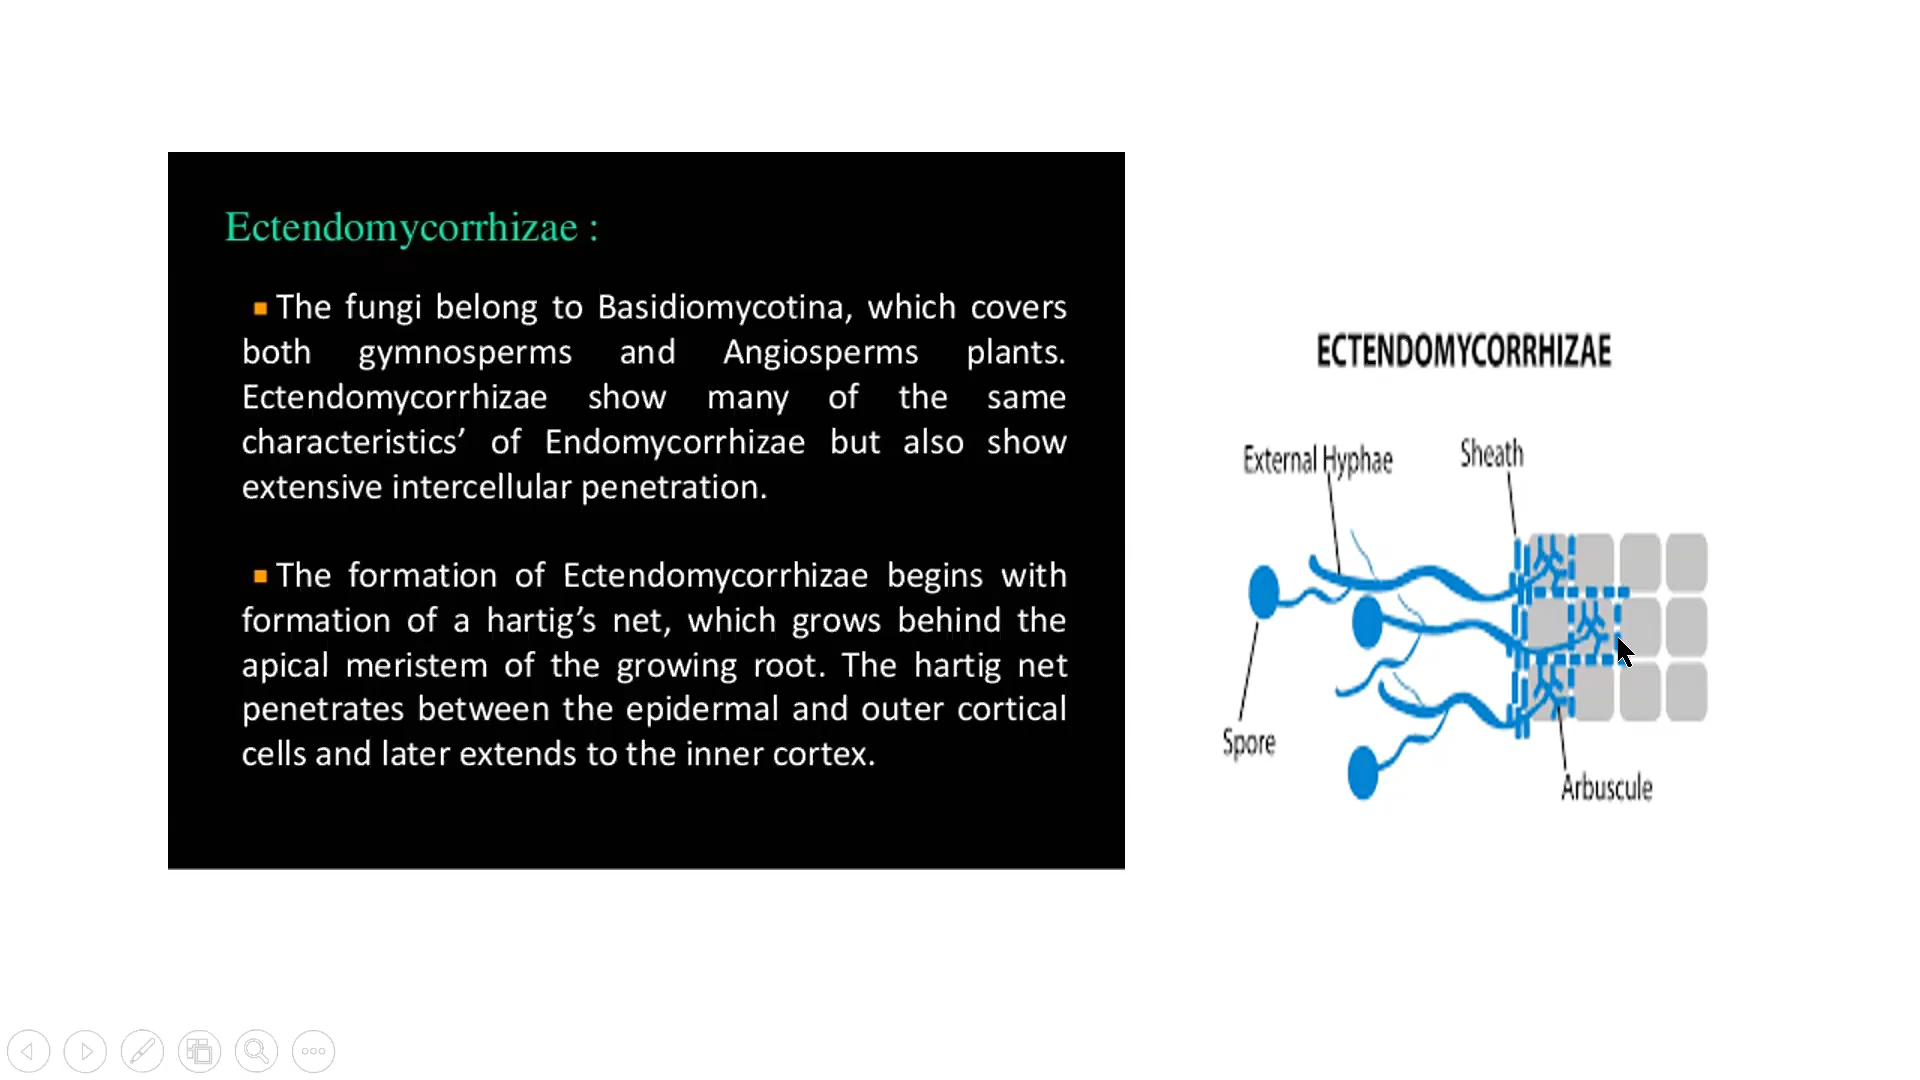 Ectendomycorrhizae :
▪ The fungi belong to Basidiomycotina, which covers
both gymnosperms and Angiosperms plants.
Ectendomycorrhizae show many of the same
characteristics’ of Endomycorrhizae but also show
extensive intercellular penetration.
▪ The formation of Ectendomycorrhizae begins with
formation of a hartig’s net, which grows behind the
apical meristem of the growing root. The hartig net
penetrates between the epidermal and outer cortical
cells and later extends to the inner cortex.
ECTENDOMYCORRHIZAE
External Hyphae
Sheath
Spore
Arbuscule